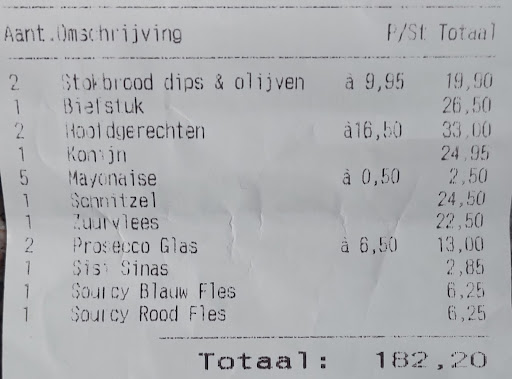 Aant. Omschrijving P/St Totaal
2 Stokbrood dips & olijven à 9,95 19,90
1 Biefstuk 26,50
2 Hoofdgerechten à16,50 33,00
1 Konijn 24,95
5 Mayonaise à 0,50 2,50
1 Schnitzel 24,50
1 Zuurvlees 22,50
2 Prosecco Glas à 6,50 13,00
1 Sisi Sinas 2,85
1 Sourcy Blauw Fles 6,25
1 Sourcy Rood Fles 6,25
Totaal: 182,20